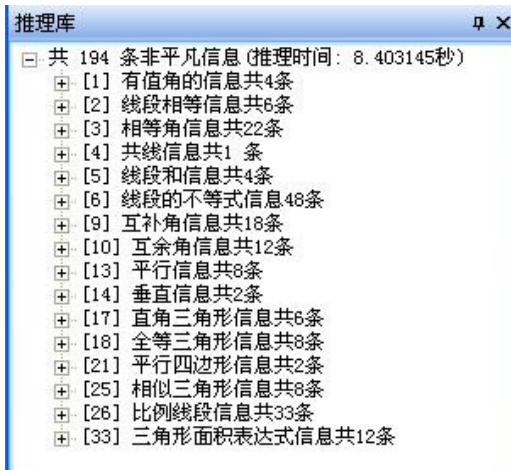 推理库
共 194 条非平凡信息(推理时间: 8.403145秒)
[1] 有值角的信息共4条
[2] 线段相等信息共6条
[3] 相等角信息共22条
[4] 共线信息共1 条
[5] 线段和信息共4条
[6] 线段的不等式信息48条
[9] 互补角信息共18条
[10] 互余角信息共12条
[13] 平行信息共8条
[14] 垂直信息共2条
[17] 直角三角形信息共6条
[18] 全等三角形信息共8条
[21] 平行四边形信息共2条
[25] 相似三角形信息共8条
[26] 比例线段信息共33条
[33] 三角形面积表达式信息共12条